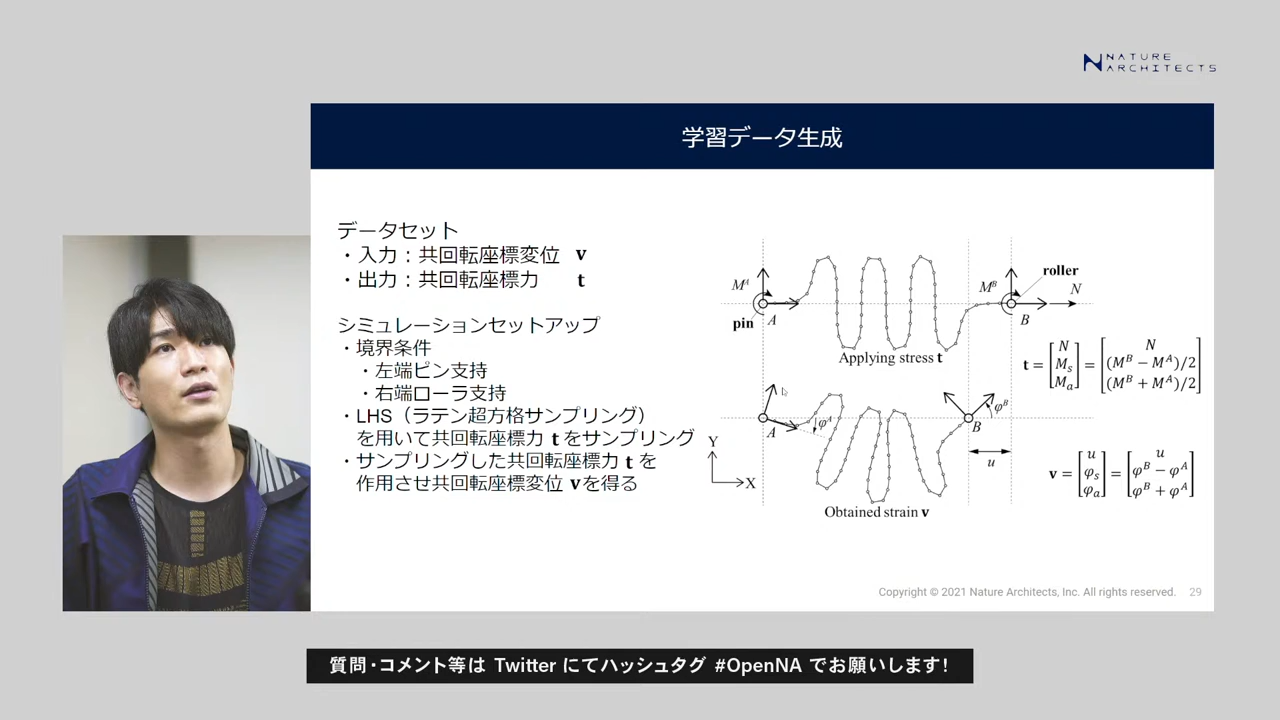 NATURE
ARCHITECTS
学習データ生成
データセット
・入力：共回転座標変位 v
・出力：共回転座標力 t
シミュレーションセットアップ
・境界条件
・左端ピン支持
・右端ローラ支持
・LHS（ラテン超方格サンプリング）
を用いて共回転座標力 t をサンプリング
・サンプリングした共回転座標力 t を
作用させ共回転座標変位 vを得る
M^A
pin
A
M^B
roller
N
B
Applying stress t
t = [N M_s M_a] = [N (M^B − M^A)/2 (M^B + M^A)/2]
A
φ^A
φ^B
B
Y
X
u
Obtained strain v
v = [u φ_s φ_a] = [u φ^B − φ^A φ^B + φ^A]
Copyright © 2021 Nature Architects, Inc. All rights reserved. 29
質問・コメント等は Twitter にてハッシュタグ #OpenNA でお願いします!